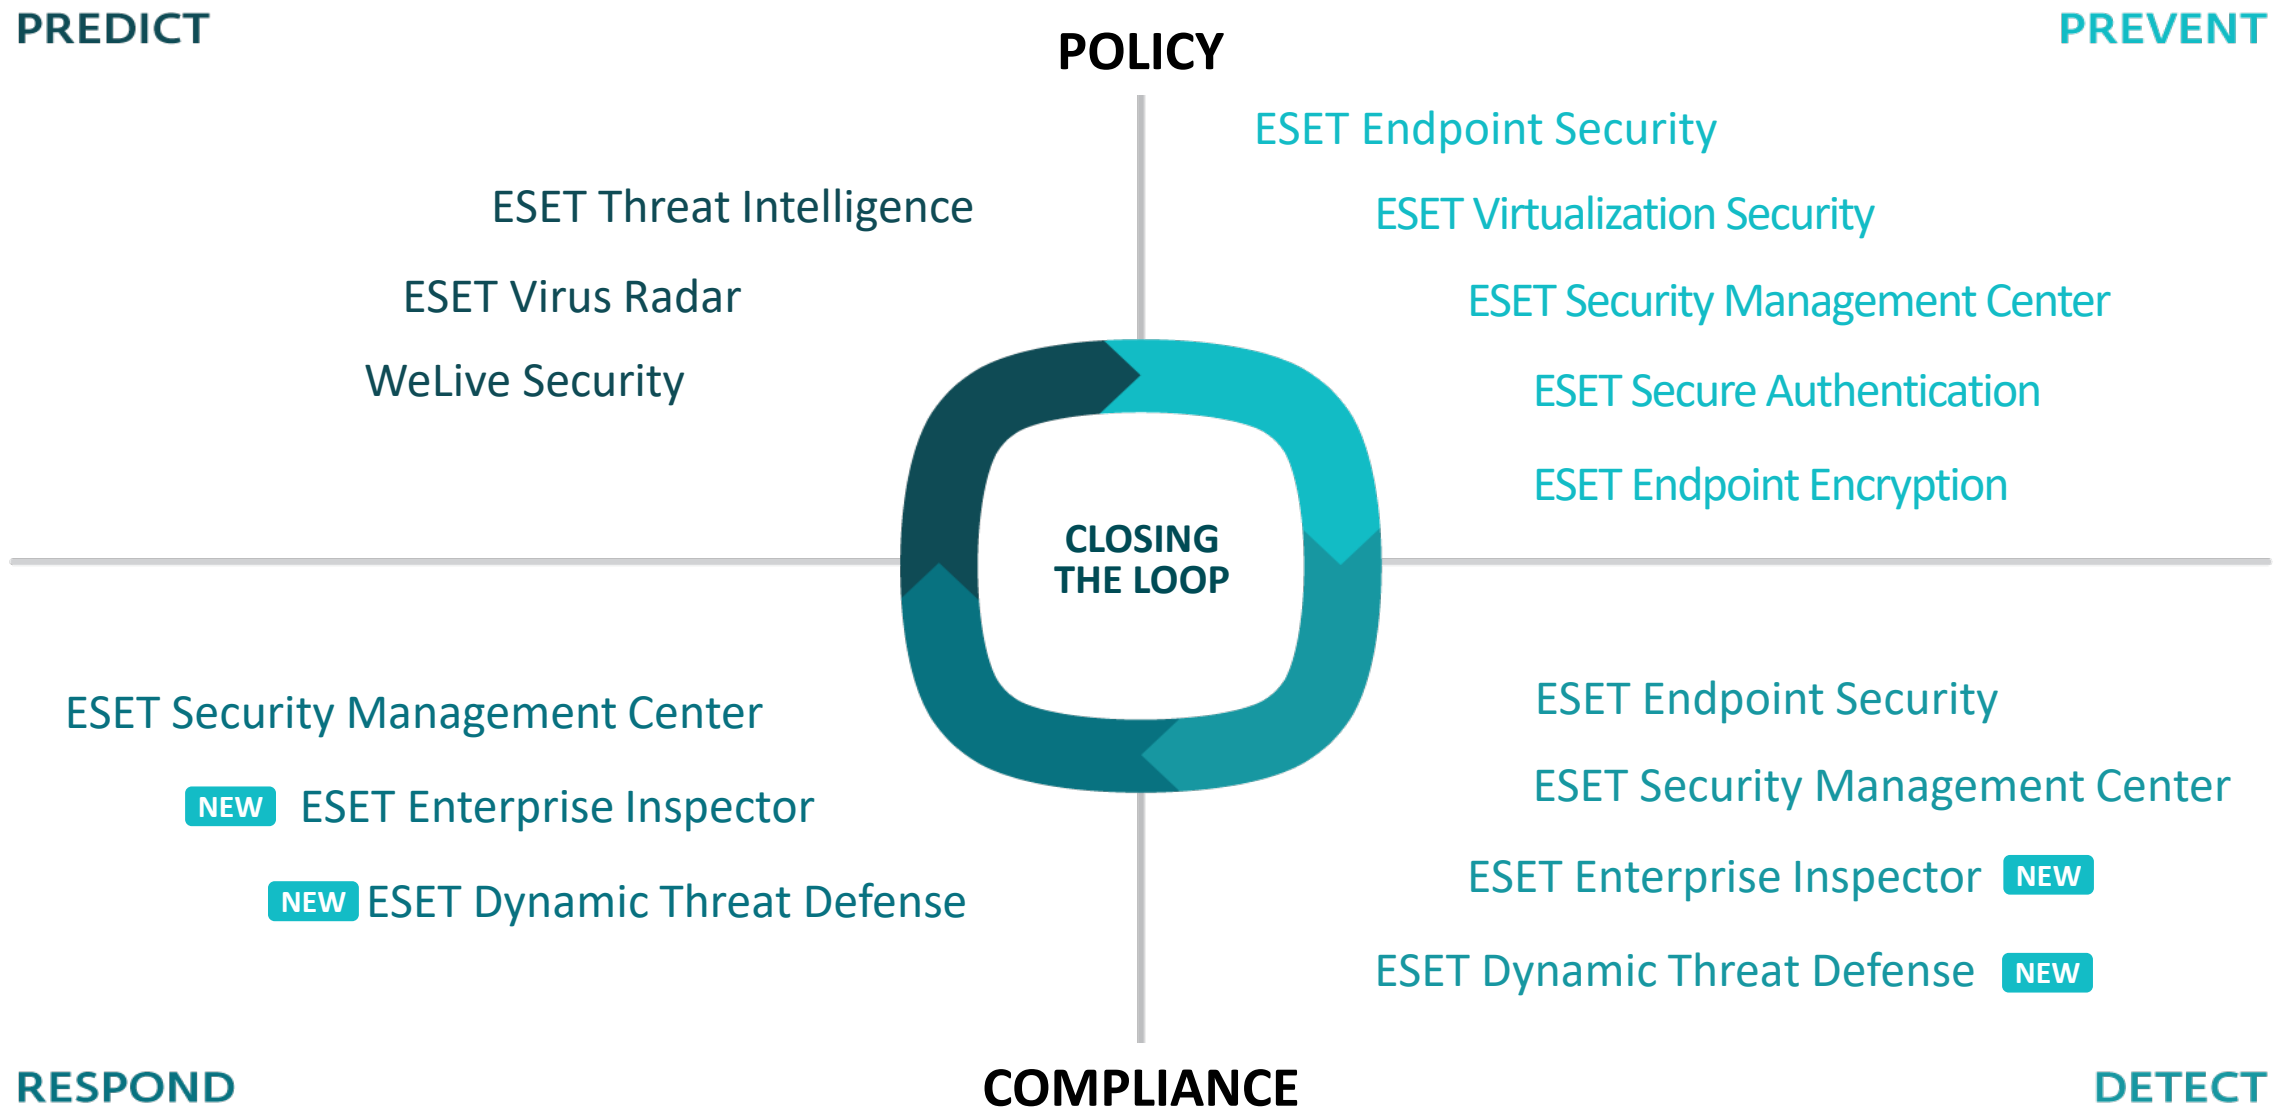 PREDICT
POLICY
PREVENT
ESET Threat Intelligence
ESET Virus Radar
WeLive Security
ESET Endpoint Security
ESET Virtualization Security
ESET Security Management Center
ESET Secure Authentication
ESET Endpoint Encryption
CLOSING
THE LOOP
ESET Security Management Center
NEW ESET Enterprise Inspector
NEW ESET Dynamic Threat Defense
ESET Endpoint Security
ESET Security Management Center
ESET Enterprise Inspector NEW
ESET Dynamic Threat Defense NEW
RESPOND
COMPLIANCE
DETECT